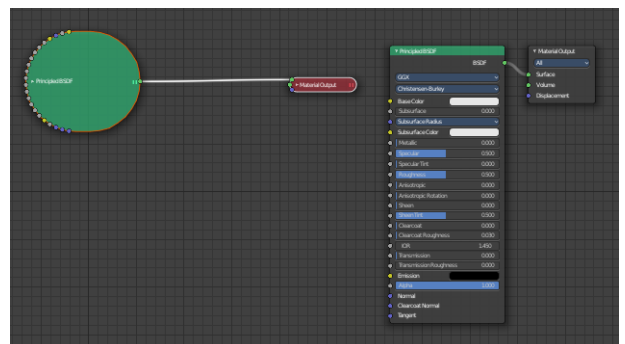 Principled BSDF
Material Output
Principled BSDF
BSDF
GGX
Christensen-Burley
Base Color
Subsurface 0.000
Subsurface Radius
Subsurface Color
Metallic 0.000
Specular 0.500
Specular Tint 0.000
Roughness 0.500
Anisotropic 0.000
Anisotropic Rotation 0.000
Sheen 0.000
Sheen Tint 0.500
Clearcoat 0.000
Clearcoat Roughness 0.030
IOR 1.450
Transmission 0.000
Transmission Roughness 0.000
Emission
Alpha 1.000
Normal
Clearcoat Normal
Tangent
Material Output
All
Surface
Volume
Displacement